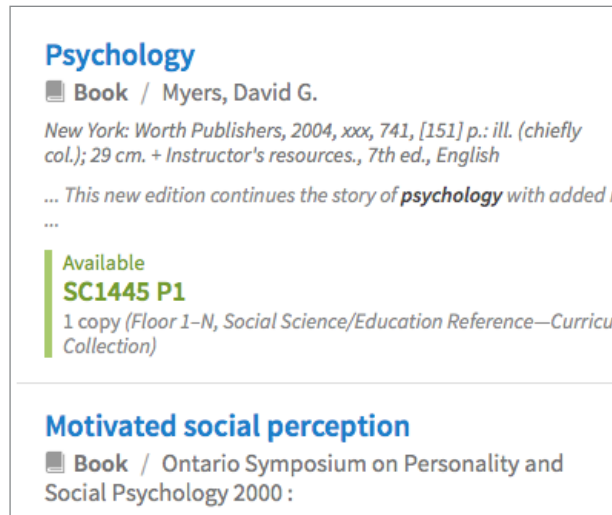 Psychology
Book / Myers, David G.
New York: Worth Publishers, 2004, xxx, 741, [151] p.: ill. (chiefly
col.); 29 cm. + Instructor's resources., 7th ed., English
... This new edition continues the story of psychology with added
...
Available
SC1445 P1
1 copy (Floor 1–N, Social Science/Education Reference—Curricu
Collection)
Motivated social perception
Book / Ontario Symposium on Personality and
Social Psychology 2000 :